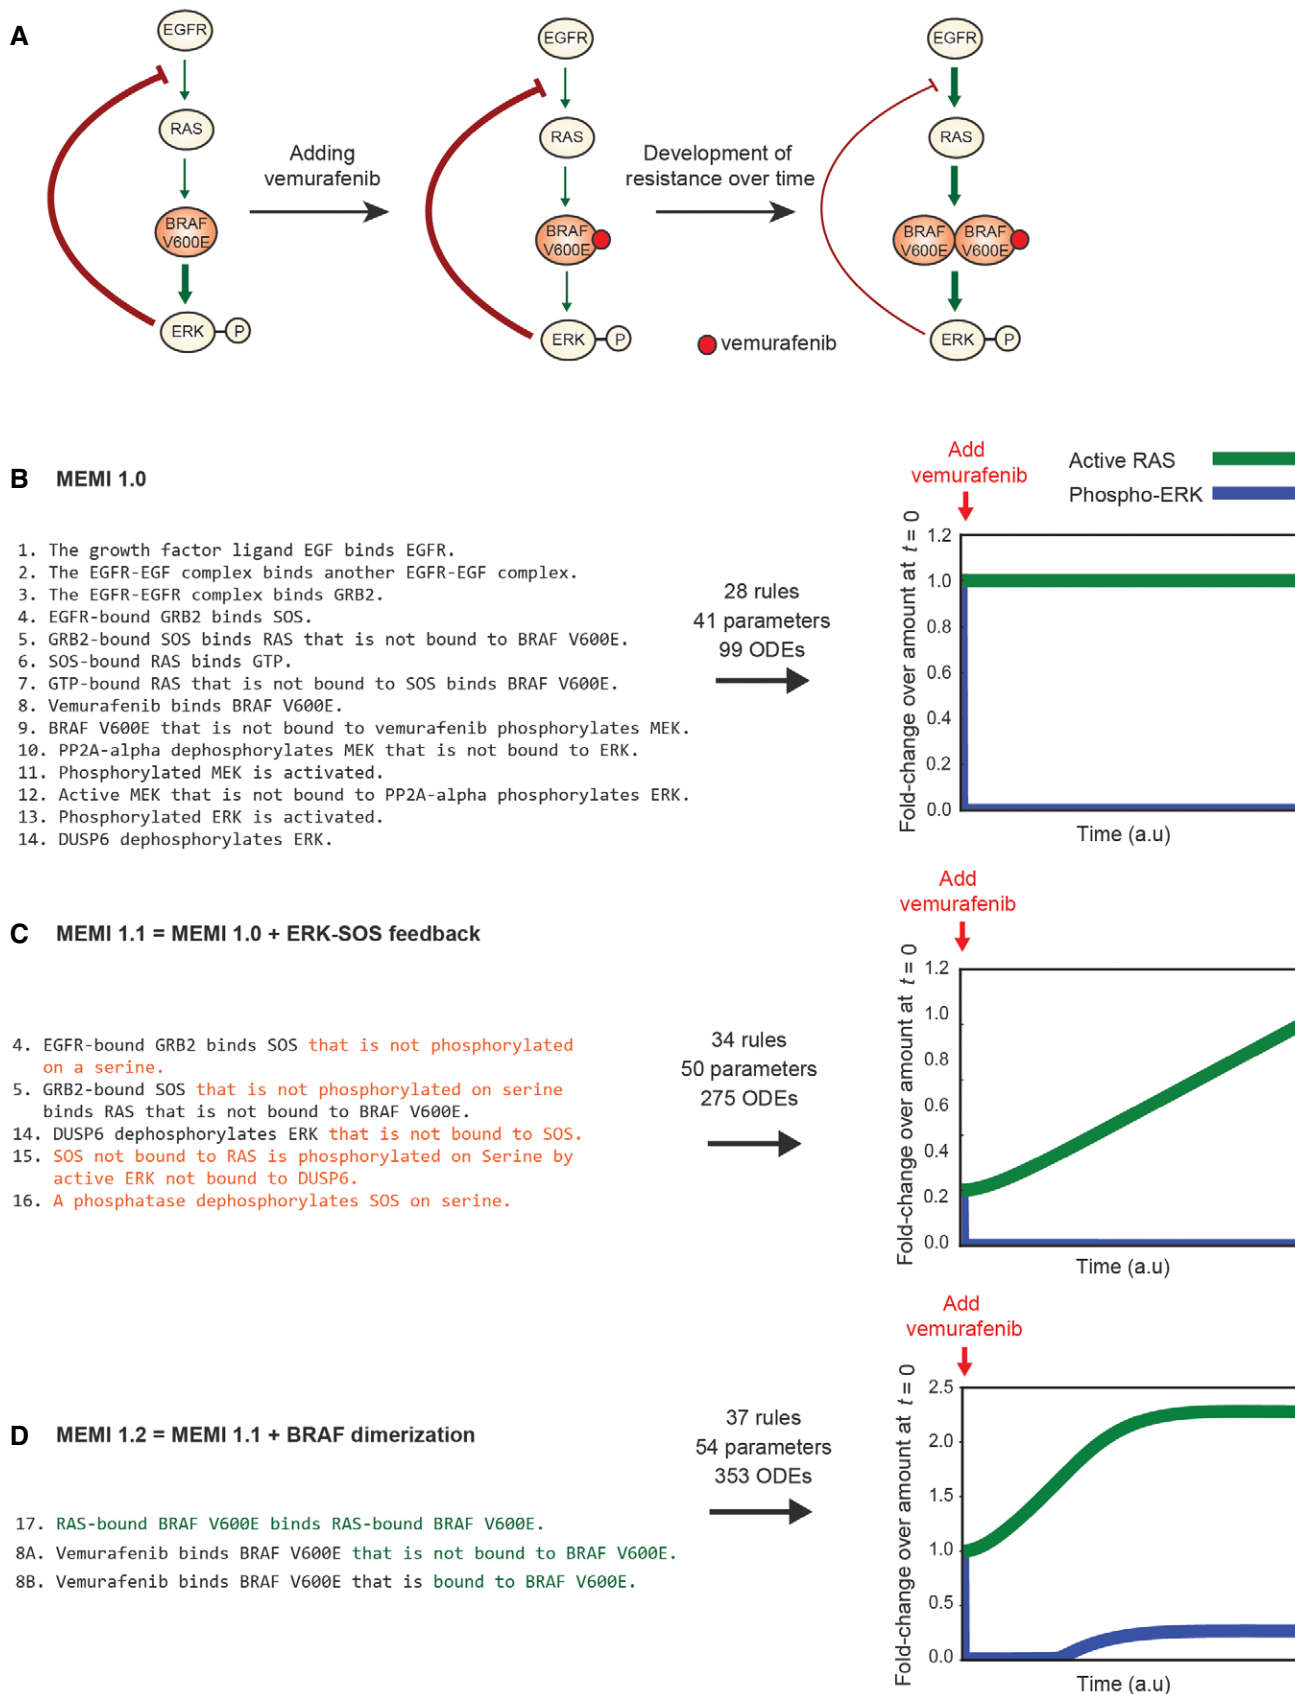 A
EGFR
RAS
BRAF
V600E
ERK
P
Adding
vemurafenib
EGFR
RAS
BRAF
V600E
ERK
P
Development of
resistance over time
vemurafenib
EGFR
RAS
BRAF
V600E
BRAF
V600E
ERK
P
B MEMI 1.0
1. The growth factor ligand EGF binds EGFR.
2. The EGFR-EGF complex binds another EGFR-EGF complex.
3. The EGFR-EGFR complex binds GRB2.
4. EGFR-bound GRB2 binds SOS.
5. GRB2-bound SOS binds RAS that is not bound to BRAF V600E.
6. SOS-bound RAS binds GTP.
7. GTP-bound RAS that is not bound to SOS binds BRAF V600E.
8. Vemurafenib binds BRAF V600E.
9. BRAF V600E that is not bound to vemurafenib phosphorylates MEK.
10. PP2A-alpha dephosphorylates MEK that is not bound to ERK.
11. Phosphorylated MEK is activated.
12. Active MEK that is not bound to PP2A-alpha phosphorylates ERK.
13. Phosphorylated ERK is activated.
14. DUSP6 dephosphorylates ERK.
28 rules
41 parameters
99 ODEs
Add
vemurafenib
Active RAS
Phospho-ERK
Fold-change over amount at t = 0
1.2
1.0
0.8
0.6
0.4
0.2
0.0
Time (a.u)
C MEMI 1.1 = MEMI 1.0 + ERK-SOS feedback
4. EGFR-bound GRB2 binds SOS that is not phosphorylated
on a serine.
5. GRB2-bound SOS that is not phosphorylated on serine
binds RAS that is not bound to BRAF V600E.
14. DUSP6 dephosphorylates ERK that is not bound to SOS.
15. SOS not bound to RAS is phosphorylated on Serine by
active ERK not bound to DUSP6.
16. A phosphatase dephosphorylates SOS on serine.
34 rules
50 parameters
275 ODEs
Add
vemurafenib
Fold-change over amount at t = 0
1.2
1.0
0.8
0.6
0.4
0.2
0.0
Time (a.u)
D MEMI 1.2 = MEMI 1.1 + BRAF dimerization
17. RAS-bound BRAF V600E binds RAS-bound BRAF V600E.
8A. Vemurafenib binds BRAF V600E that is not bound to BRAF V600E.
8B. Vemurafenib binds BRAF V600E that is bound to BRAF V600E.
37 rules
54 parameters
353 ODEs
Add
vemurafenib
Fold-change over amount at t = 0
2.5
2.0
1.5
1.0
0.5
0.0
Time (a.u)